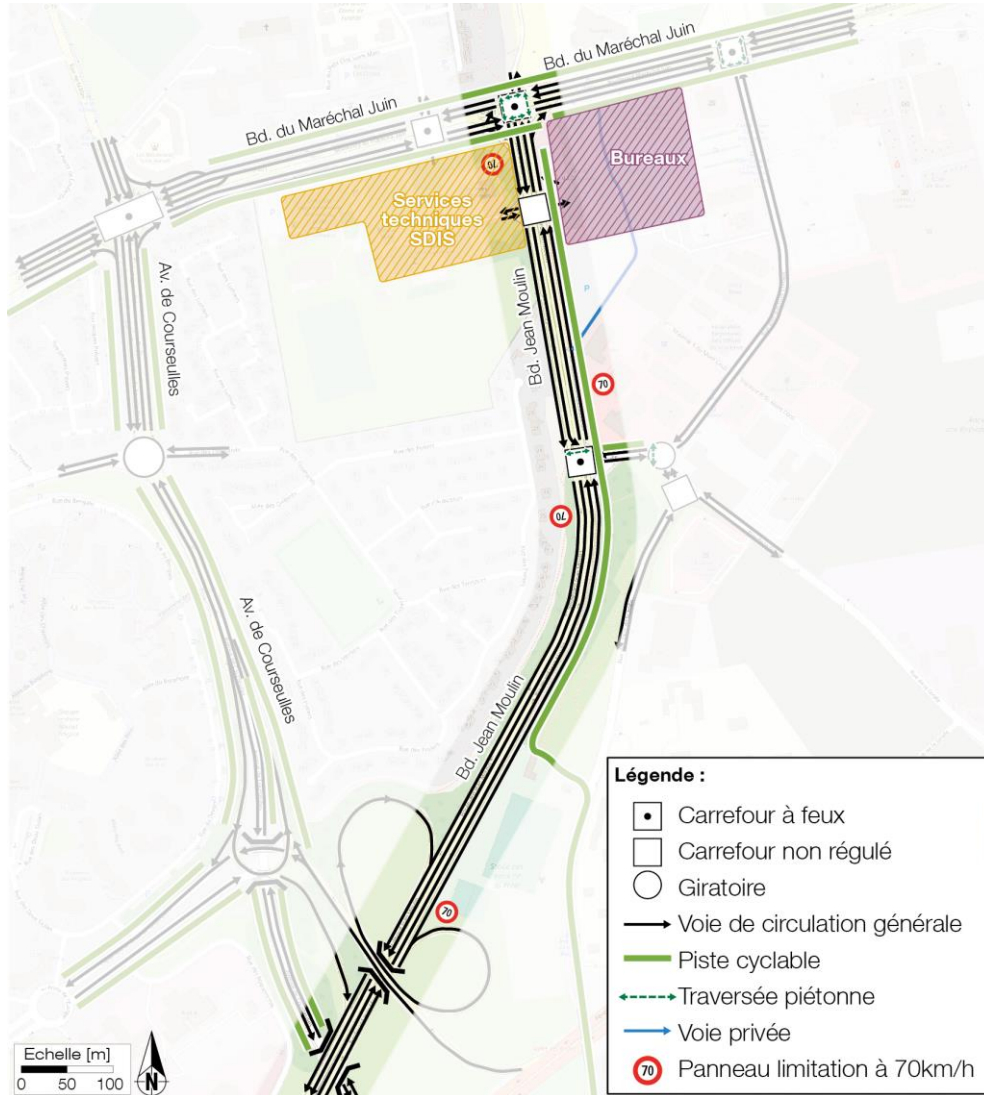 Bd. du Maréchal Juin
Bd. du Maréchal Juin
70
Bureaux
Services
techniques
SDIS
Av. de Courseulles
Bd. Jean Moulin
P
70
70
Av. de Courseulles
Bd. Jean Moulin
70
Légende :
Carrefour à feux
Carrefour non régulé
Giratoire
Voie de circulation générale
Piste cyclable
Traversée piétonne
Voie privée
70 Panneau limitation à 70km/h
Echelle [m]
0 50 100
N